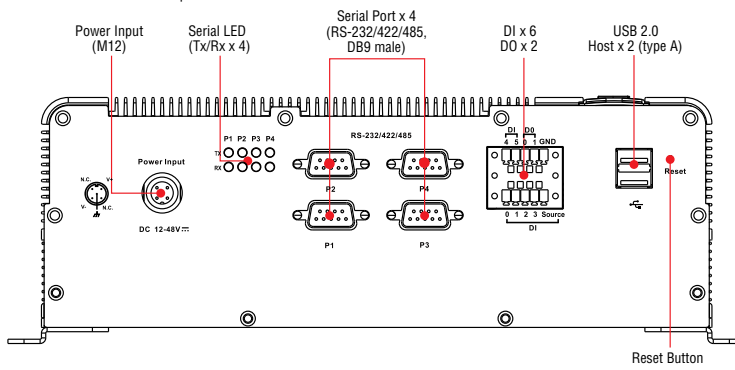 Power Input
(M12)
Serial LED
(Tx/Rx x 4)
Serial Port x 4
(RS-232/422/485,
DB9 male)
DI x 6
DO x 2
USB 2.0
Host x 2 (type A)
P1 P2 P3 P4
TX
RX
RS-232/422/485
DI D0
4 5 0 1 GND
Power Input
N.C. V+
V- N.C.
DC 12-48V
P2
P4
P1
P3
0 1 2 3 Source
DI
Reset
Reset Button